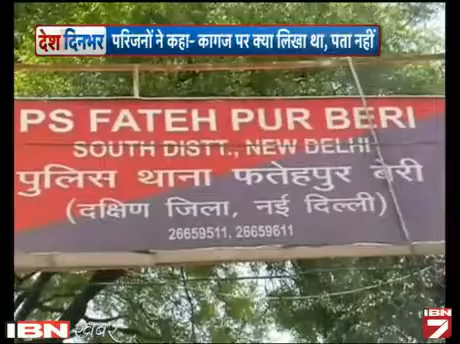 देश दिनभर परिजनों ने कहा- कागज पर क्या लिखा था, पता नहीं
PS FATEH PUR BERI
SOUTH DISTT., NEW DELHI
पुलिस थाना फतेहपुर बेरी
(दक्षिण जिला, नई दिल्ली)
26659511, 26659611
IBN खबर
IBN 7